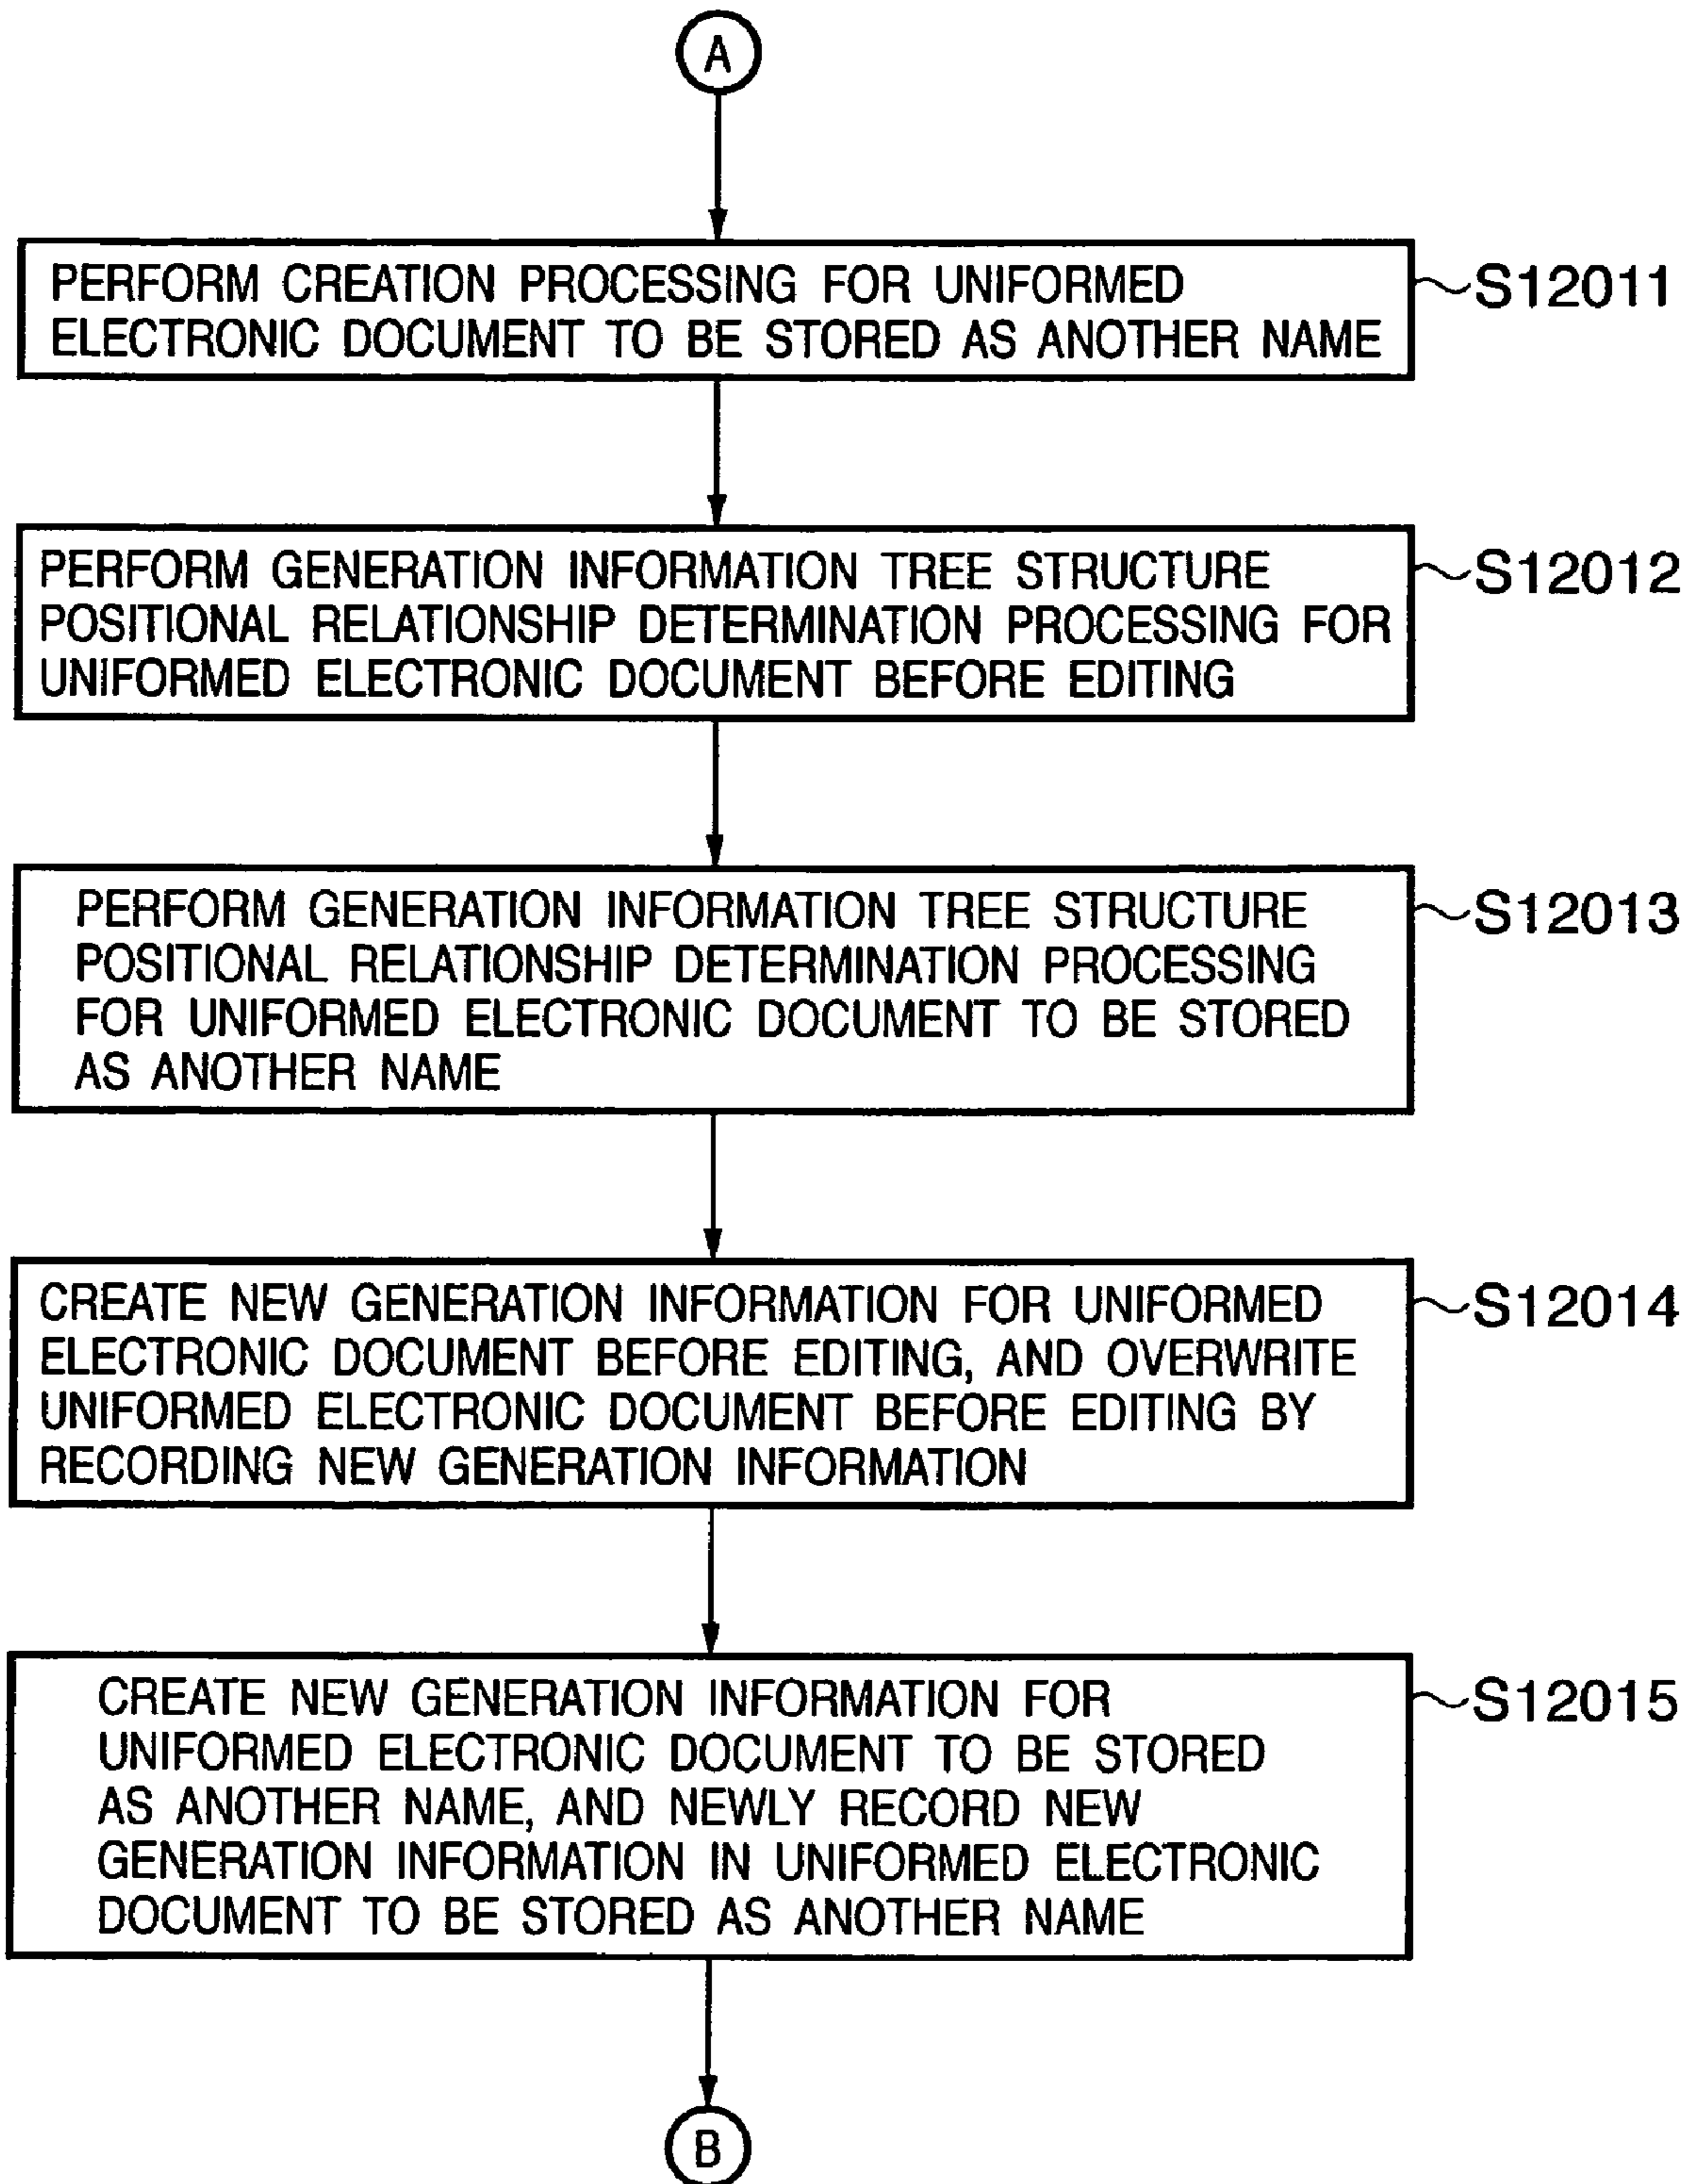 A
PERFORM CREATION PROCESSING FOR UNIFORMED
ELECTRONIC DOCUMENT TO BE STORED AS ANOTHER NAME
S12011
PERFORM GENERATION INFORMATION TREE STRUCTURE
POSITIONAL RELATIONSHIP DETERMINATION PROCESSING FOR
UNIFORMED ELECTRONIC DOCUMENT BEFORE EDITING
S12012
PERFORM GENERATION INFORMATION TREE STRUCTURE
POSITIONAL RELATIONSHIP DETERMINATION PROCESSING
FOR UNIFORMED ELECTRONIC DOCUMENT TO BE STORED
AS ANOTHER NAME
S12013
CREATE NEW GENERATION INFORMATION FOR UNIFORMED
ELECTRONIC DOCUMENT BEFORE EDITING, AND OVERWRITE
UNIFORMED ELECTRONIC DOCUMENT BEFORE EDITING BY
RECORDING NEW GENERATION INFORMATION
S12014
CREATE NEW GENERATION INFORMATION FOR
UNIFORMED ELECTRONIC DOCUMENT TO BE STORED
AS ANOTHER NAME, AND NEWLY RECORD NEW
GENERATION INFORMATION IN UNIFORMED ELECTRONIC
DOCUMENT TO BE STORED AS ANOTHER NAME
S12015
B